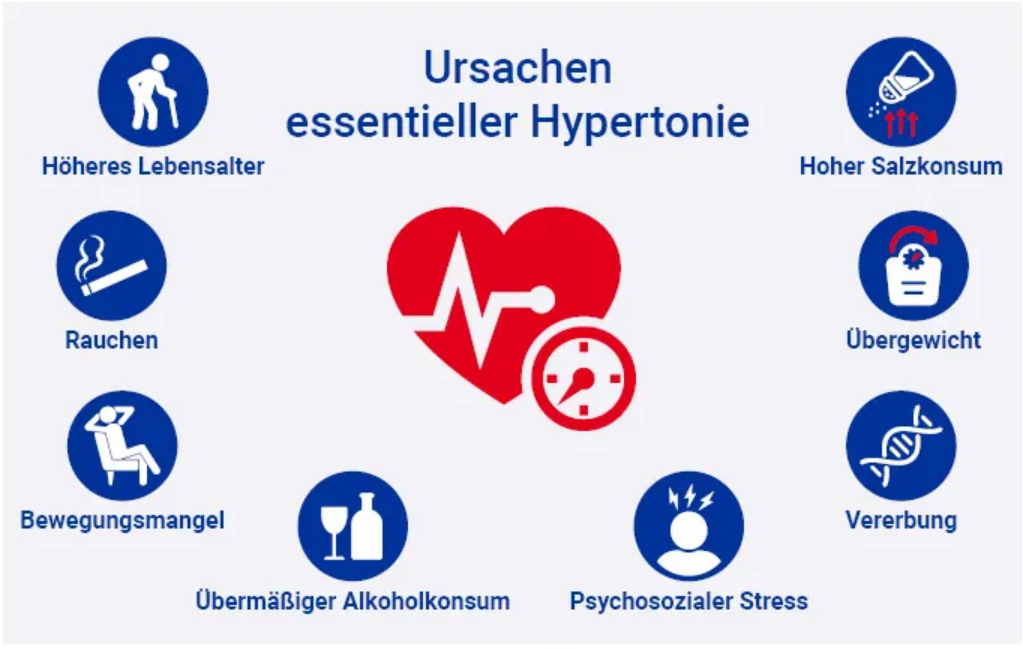 Ursachen
essentieller Hypertonie
Höheres Lebensalter
Hoher Salzkonsum
Rauchen
Übergewicht
Bewegungsmangel
Vererbung
Übermäßiger Alkoholkonsum
Psychosozialer Stress